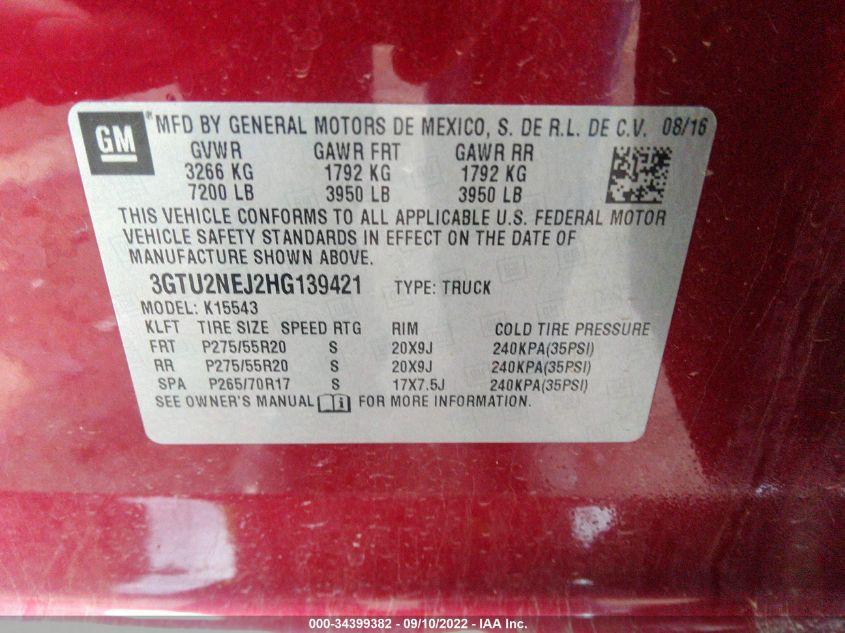 GM ® MFD BY GENERAL MOTORS DE MEXICO, S. DE R.L. DE C.V. 08/16
GVWR GAWR FRT GAWR RR
3266 KG 1792 KG 1792 KG
7200 LB 3950 LB 3950 LB
THIS VEHICLE CONFORMS TO ALL APPLICABLE U.S. FEDERAL MOTOR
VEHICLE SAFETY STANDARDS IN EFFECT ON THE DATE OF
MANUFACTURE SHOWN ABOVE.
3GTU2NEJ2HG139421 TYPE: TRUCK
MODEL: K15543
KLFT TIRE SIZE SPEED RTG RIM COLD TIRE PRESSURE
FRT P275/55R20 S 20X9J 240KPA(35PSI)
RR P275/55R20 S 20X9J 240KPA(35PSI)
SPA P265/70R17 S 17X7.5J 240KPA(35PSI)
SEE OWNER'S MANUAL i FOR MORE INFORMATION.
000-34399382 - 09/10/2022 - IAA Inc.